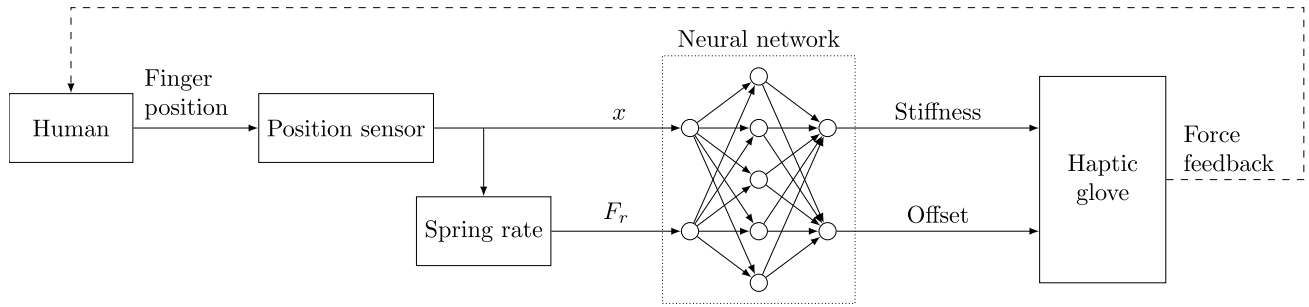 Neural network
Finger
position
Human
Position sensor
x
Stiffness
Force
feedback
Haptic
glove
Spring rate
F_r
Offset